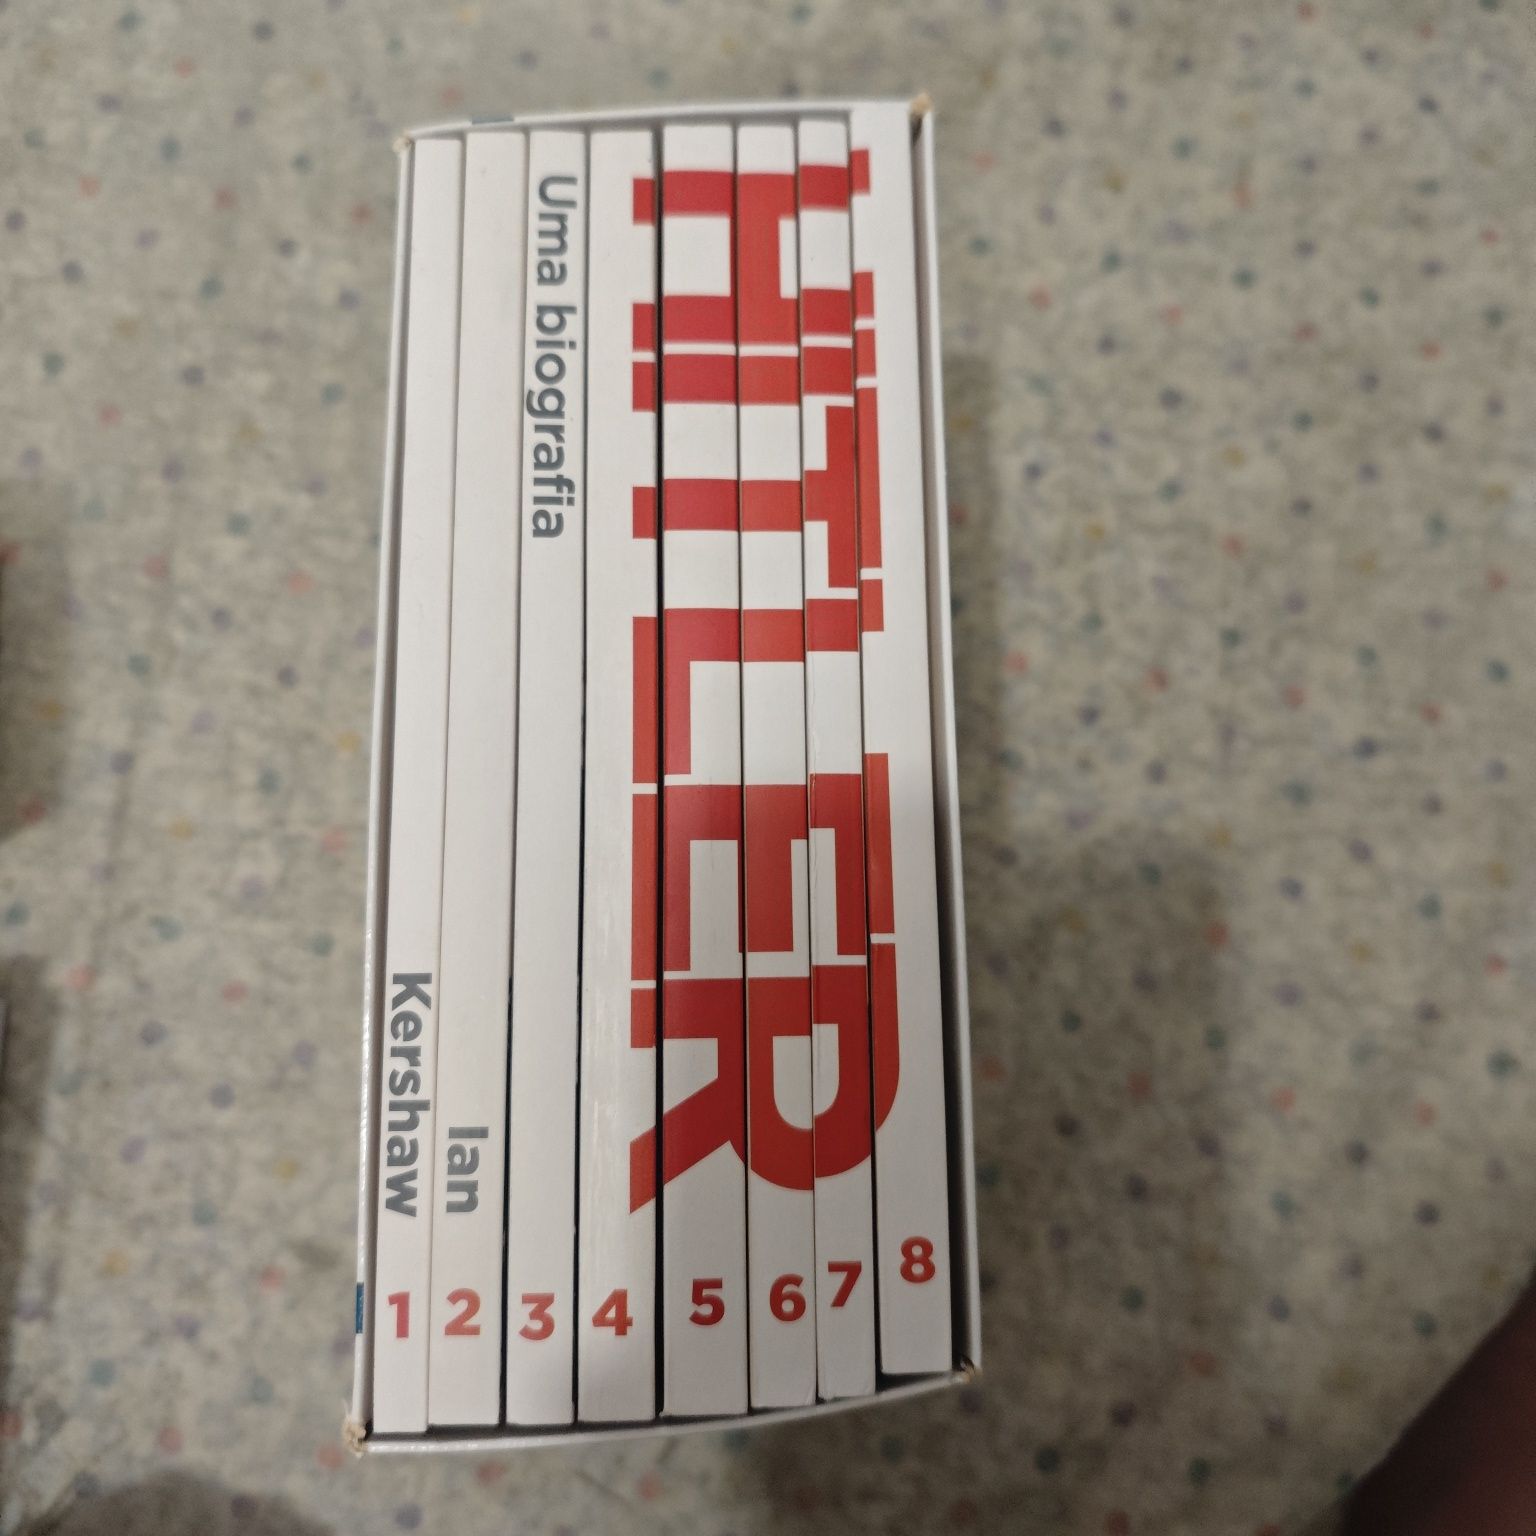 HITLER
Uma biografia
Ian
Kershaw
1 2 3 4 5 6 7 8